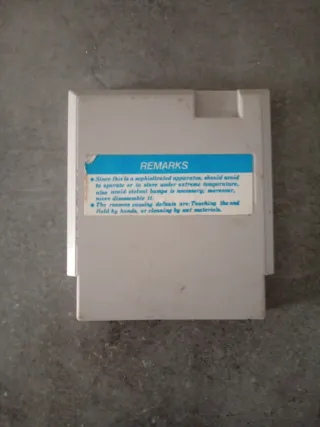 REMARKS
● Since this is a sophisticated apparatus, should avoid
to operate or to store under extreme temperature,
also avoid violent bumps is necessary; moreover,
never disassemble it.
● The reasons causing defeats are: Touching the end
field by hands, or cleaning by wet materials.